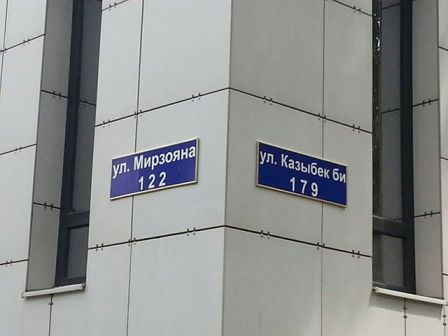 ул. Мирзояна
122
ул. Казыбек би
179